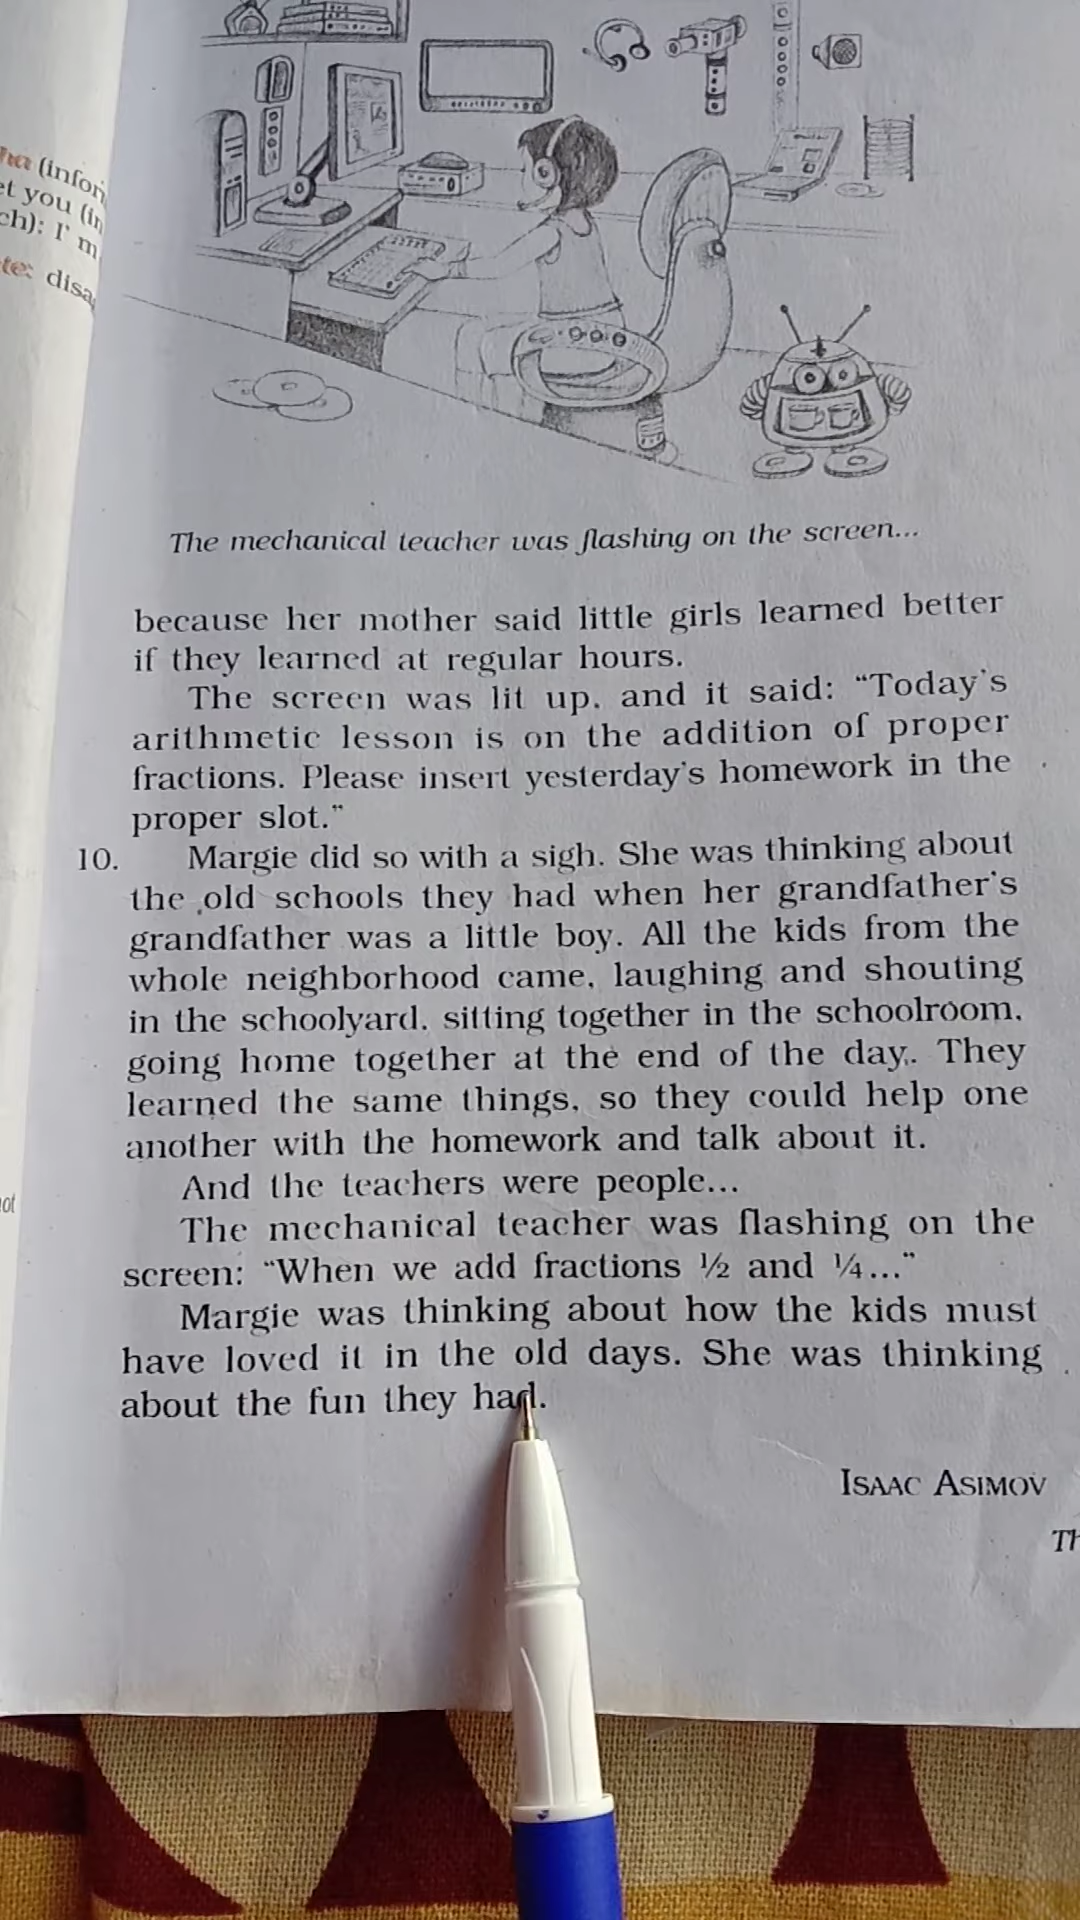 (infor
et you (in
ch): I' m
te: disa
The mechanical teacher was flashing on the screen...
because her mother said little girls learned better
if they learned at regular hours.
The screen was lit up, and it said: “Today's
arithmetic lesson is on the addition of proper
fractions. Please insert yesterday's homework in the
proper slot.”
10. Margie did so with a sigh. She was thinking about
the old schools they had when her grandfather's
grandfather was a little boy. All the kids from the
whole neighborhood came, laughing and shouting
in the schoolyard, sitting together in the schoolroom,
going home together at the end of the day. They
learned the same things, so they could help one
another with the homework and talk about it.
And the teachers were people...
The mechanical teacher was flashing on the
screen: “When we add fractions ½ and ¼...”
Margie was thinking about how the kids must
have loved it in the old days. She was thinking
about the fun they had.
ISAAC ASIMOV